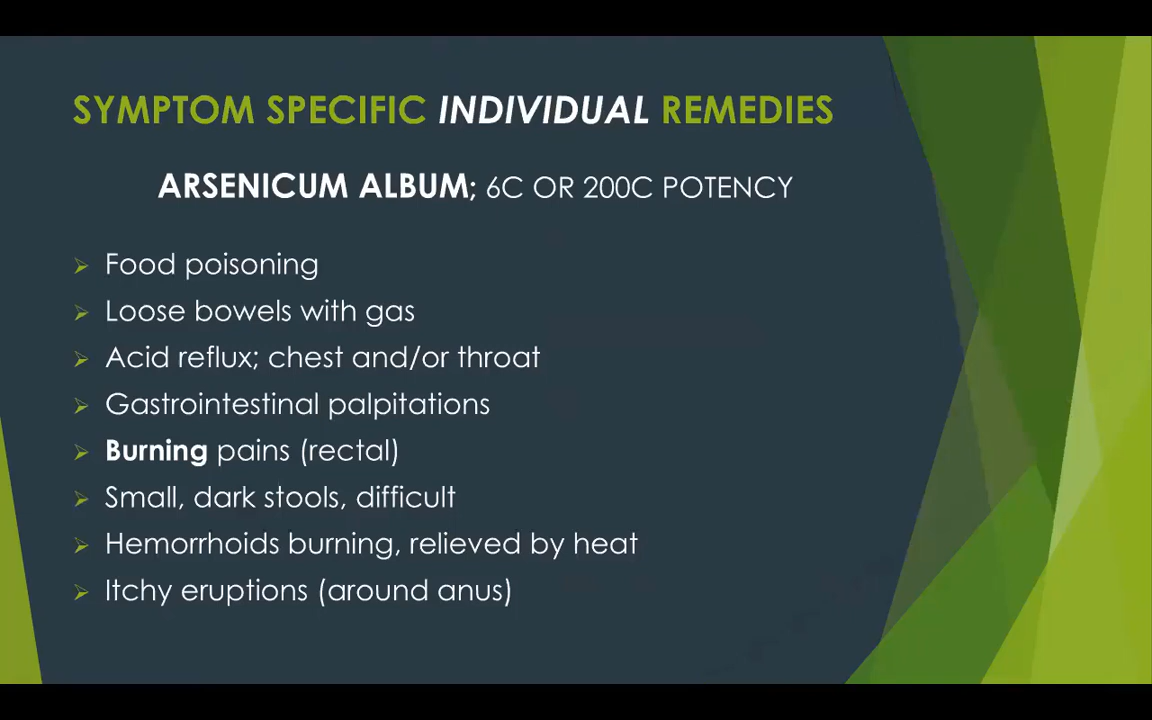 SYMPTOM SPECIFIC INDIVIDUAL REMEDIES
ARSENICUM ALBUM; 6C OR 200C POTENCY
Food poisoning
Loose bowels with gas
Acid reflux; chest and/or throat
Gastrointestinal palpitations
Burning pains (rectal)
Small, dark stools, difficult
Hemorrhoids burning, relieved by heat
Itchy eruptions (around anus)